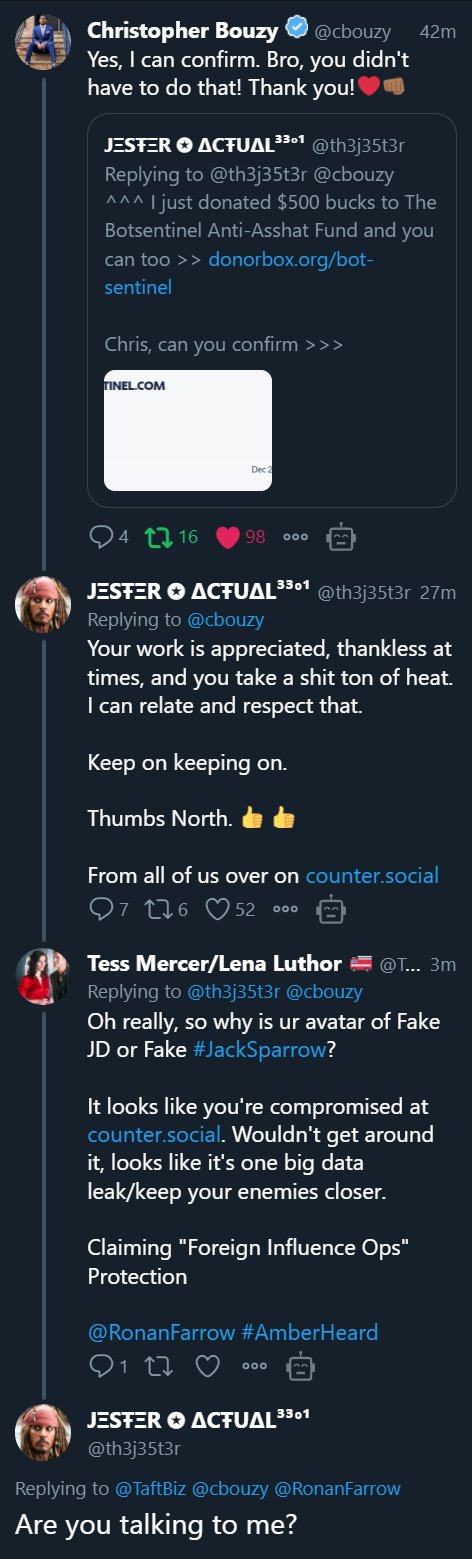 Christopher Bouzy @cbouzy 42m
Yes, I can confirm. Bro, you didn't
have to do that! Thank you!❤️👊🏾
JΞSŦΞR ✪ ΔCŦUΔL³³º¹ @th3j35t3r
Replying to @th3j35t3r @cbouzy
^^^ I just donated $500 bucks to The
Botsentinel Anti-Asshat Fund and you
can too >> donorbox.org/bot-
sentinel
Chris, can you confirm >>>
TINEL.COM
Dec 2
4 16 98
JΞSŦΞR ✪ ΔCŦUΔL³³º¹ @th3j35t3r 27m
Replying to @cbouzy
Your work is appreciated, thankless at
times, and you take a shit ton of heat.
I can relate and respect that.
Keep on keeping on.
Thumbs North. 👍 👍
From all of us over on counter.social
7 6 52
Tess Mercer/Lena Luthor 🚒 @T... 3m
Replying to @th3j35t3r @cbouzy
Oh really, so why is ur avatar of Fake
JD or Fake #JackSparrow?
It looks like you're compromised at
counter.social. Wouldn't get around
it, looks like it's one big data
leak/keep your enemies closer.
Claiming "Foreign Influence Ops"
Protection
@RonanFarrow #AmberHeard
1
JΞSŦΞR ✪ ΔCŦUΔL³³º¹
@th3j35t3r
Replying to @TaftBiz @cbouzy @RonanFarrow
Are you talking to me?